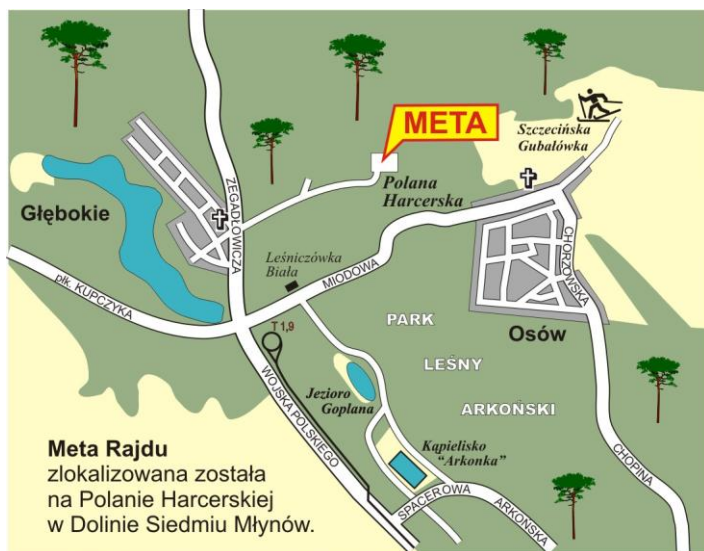 META
Szczecińska
Gubałówka
Polana
Harcerska
Głębokie
ZEGADŁOWICZA
Leśniczówka
Biała
MIODOWA
CHORZOWSKA
płk. KUPCZYKA
T 1,9
PARK
LEŚNY
ARKOŃSKI
Osów
Jezioro
Goplana
WOJSKA POLSKIEGO
Kąpielisko
"Arkonka"
CHOPINA
SPACEROWA
ARKOŃSKA
Meta Rajdu
zlokalizowana została
na Polanie Harcerskiej
w Dolinie Siedmiu Młynów.